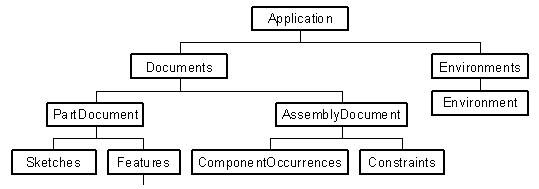 Application
Documents
Environments
Environment
PartDocument
AssemblyDocument
Sketches
Features
ComponentOccurrences
Constraints